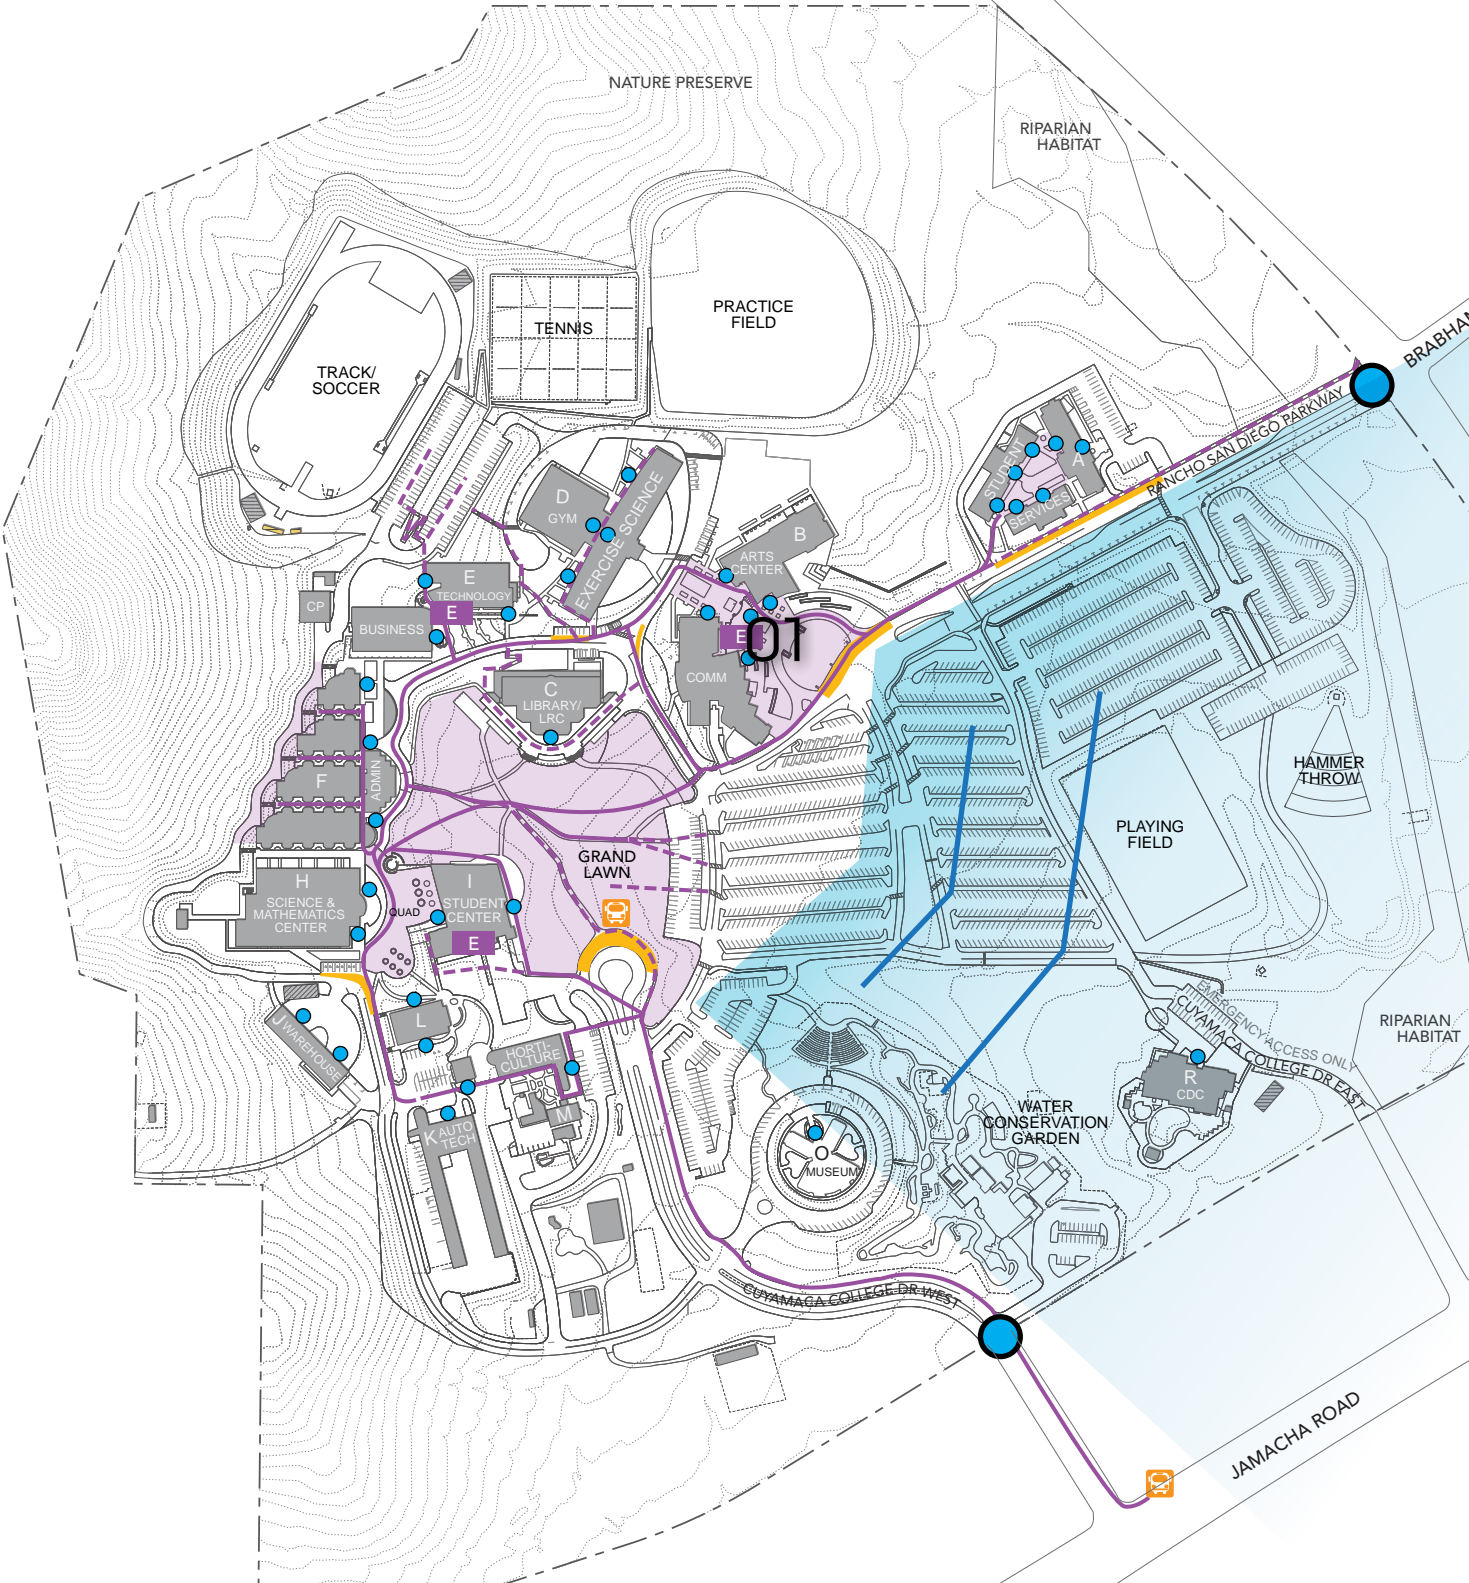 NATURE PRESERVE
RIPARIAN
HABITAT
PRACTICE
FIELD
TENNIS
TRACK/
SOCCER
BRABHAM
RANCHO SAN DIEGO PARKWAY
STUDENT
A
SERVICES
D
GYM
EXERCISE SCIENCE
B
ARTS
CENTER
E
TECHNOLOGY
E
CP
BUSINESS
E
01
COMM
C
LIBRARY/
LRC
F
ADMIN
HAMMER
THROW
PLAYING
FIELD
GRAND
LAWN
H
SCIENCE &
MATHEMATICS
CENTER
QUAD
I
STUDENT
CENTER
E
EMERGENCY ACCESS ONLY
CUYAMACA COLLEGE DR EAST
RIPARIAN
HABITAT
J WAREHOUSE
L
HORTI-
CULTURE
M
K AUTO
TECH
R
CDC
WATER
CONSERVATION
GARDEN
O
MUSEUM
CUYAMACA COLLEGE DR WEST
JAMACHA ROAD